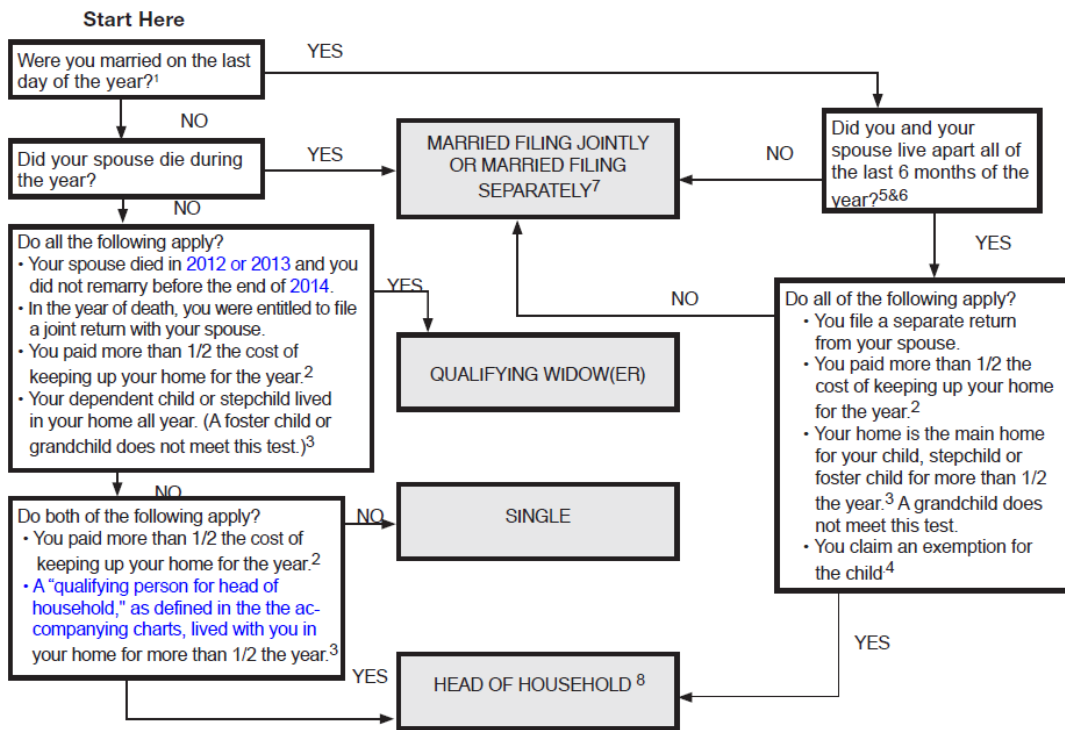 Start Here
Were you married on the last
day of the year?¹
YES
NO
Did your spouse die during
the year?
YES
NO
MARRIED FILING JOINTLY
OR MARRIED FILING
SEPARATELY⁷
NO
Did you and your
spouse live apart all of
the last 6 months of the
year?⁵&⁶
YES
Do all the following apply?
• Your spouse died in 2012 or 2013 and you
did not remarry before the end of 2014.
• In the year of death, you were entitled to file
a joint return with your spouse.
• You paid more than 1/2 the cost of
keeping up your home for the year.²
• Your dependent child or stepchild lived
in your home all year. (A foster child or
grandchild does not meet this test.)³
YES
NO
QUALIFYING WIDOW(ER)
NO
Do all of the following apply?
• You file a separate return
from your spouse.
• You paid more than 1/2 the
cost of keeping up your home
for the year.²
• Your home is the main home
for your child, stepchild or
foster child for more than 1/2
the year.³ A grandchild does
not meet this test.
• You claim an exemption for
the child.⁴
YES
Do both of the following apply?
• You paid more than 1/2 the cost of
keeping up your home for the year.²
• A “qualifying person for head of
household," as defined in the the ac-
companying charts, lived with you in
your home for more than 1/2 the year.³
NO
SINGLE
YES
HEAD OF HOUSEHOLD ⁸